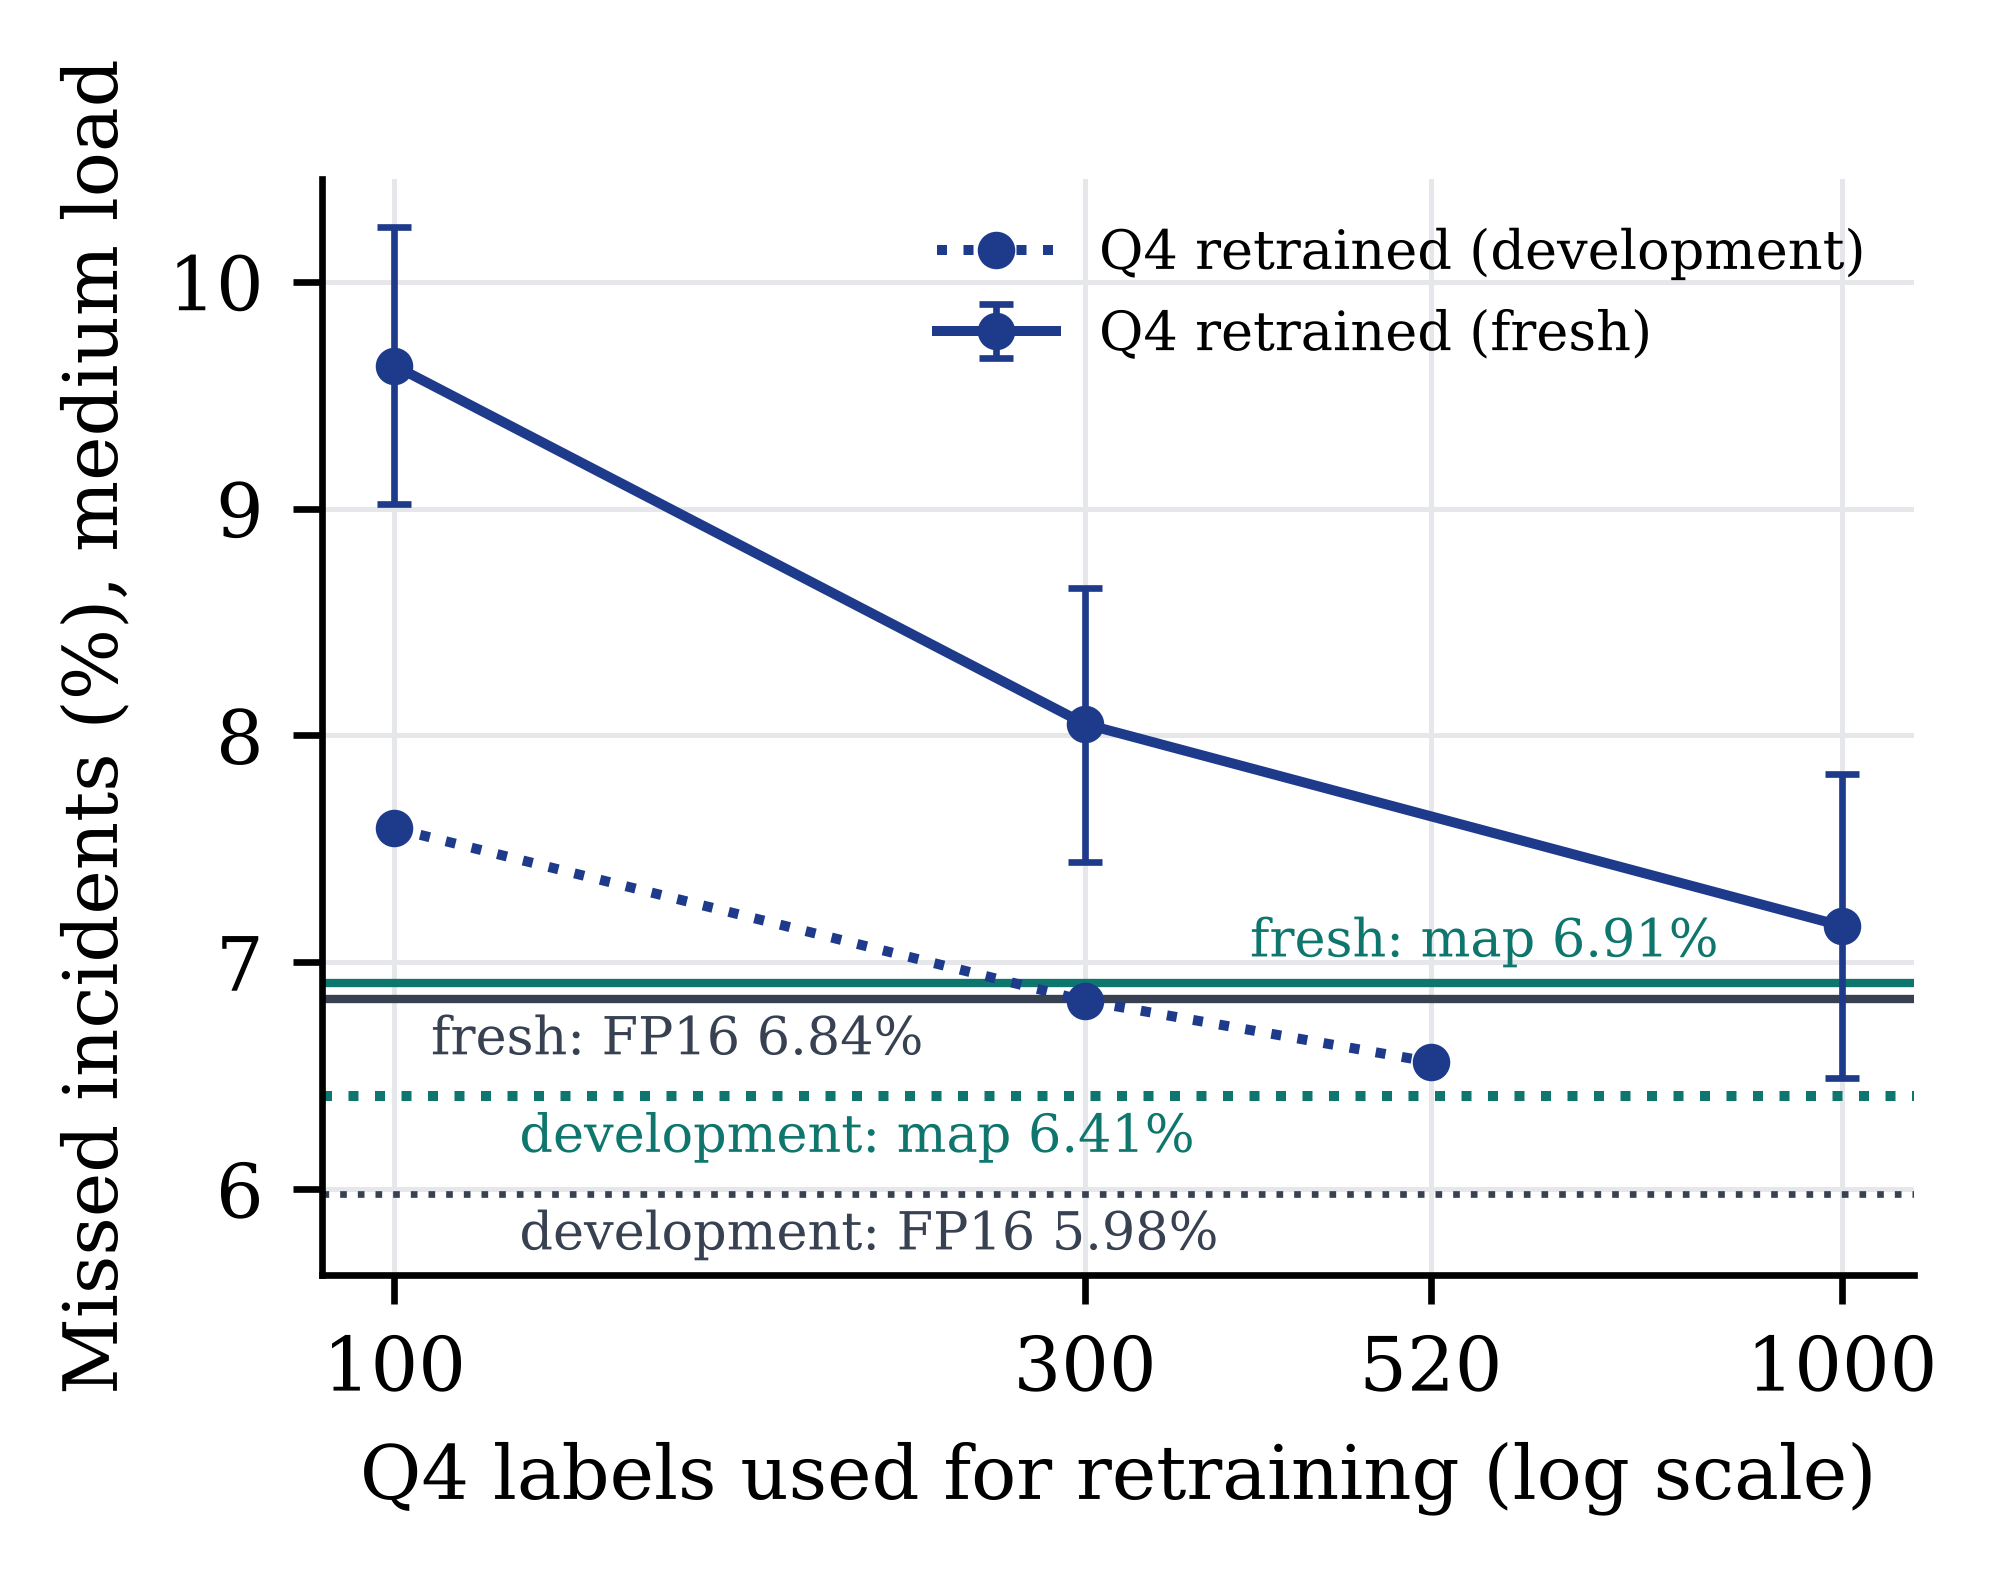 Missed incidents (%), medium load
10
9
8
7
6
Q4 retrained (development)
Q4 retrained (fresh)
fresh: map 6.91%
fresh: FP16 6.84%
development: map 6.41%
development: FP16 5.98%
100 300 520 1000
Q4 labels used for retraining (log scale)